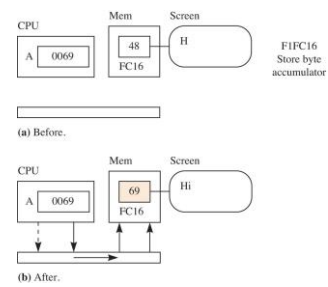 CPU
Mem
Screen
A
0069
48
FC16
H
F1FC16
Store byte
accumulator
(a) Before.
CPU
Mem
Screen
A
0069
69
FC16
Hi
(b) After.